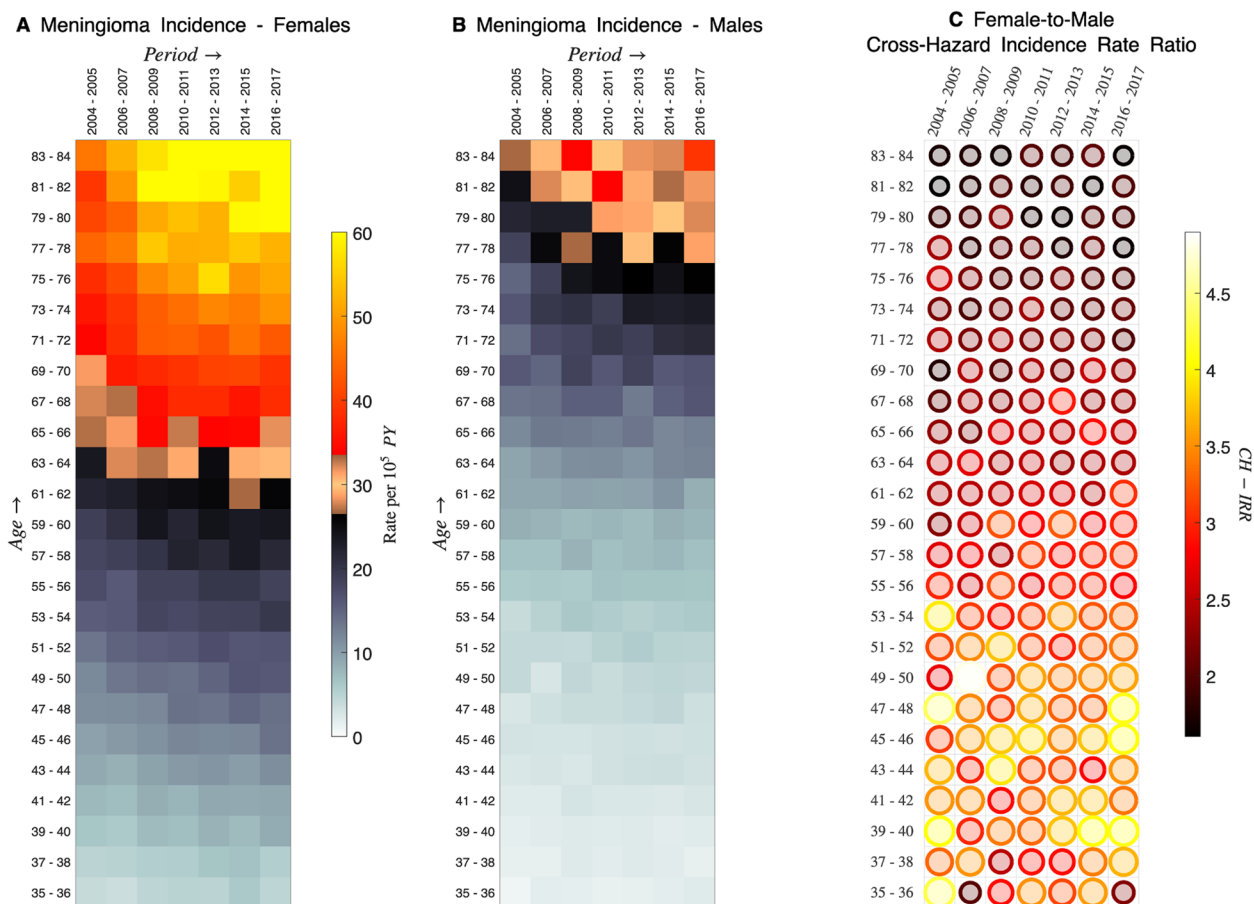 A Meningioma Incidence - Females
Period →
2004 - 2005
2006 - 2007
2008 - 2009
2010 - 2011
2012 - 2013
2014 - 2015
2016 - 2017
Age →
83 - 84
81 - 82
79 - 80
77 - 78
75 - 76
73 - 74
71 - 72
69 - 70
67 - 68
65 - 66
63 - 64
61 - 62
59 - 60
57 - 58
55 - 56
53 - 54
51 - 52
49 - 50
47 - 48
45 - 46
43 - 44
41 - 42
39 - 40
37 - 38
35 - 36
60
50
40
30
20
10
0
Rate per 10⁵ PY
B Meningioma Incidence - Males
Period →
2004 - 2005
2006 - 2007
2008 - 2009
2010 - 2011
2012 - 2013
2014 - 2015
2016 - 2017
Age →
83 - 84
81 - 82
79 - 80
77 - 78
75 - 76
73 - 74
71 - 72
69 - 70
67 - 68
65 - 66
63 - 64
61 - 62
59 - 60
57 - 58
55 - 56
53 - 54
51 - 52
49 - 50
47 - 48
45 - 46
43 - 44
41 - 42
39 - 40
37 - 38
35 - 36
C Female-to-Male
Cross-Hazard Incidence Rate Ratio
2004 - 2005
2006 - 2007
2008 - 2009
2010 - 2011
2012 - 2013
2014 - 2015
2016 - 2017
83 - 84
81 - 82
79 - 80
77 - 78
75 - 76
73 - 74
71 - 72
69 - 70
67 - 68
65 - 66
63 - 64
61 - 62
59 - 60
57 - 58
55 - 56
53 - 54
51 - 52
49 - 50
47 - 48
45 - 46
43 - 44
41 - 42
39 - 40
37 - 38
35 - 36
4.5
4
3.5
3
2.5
2
CH − IRR